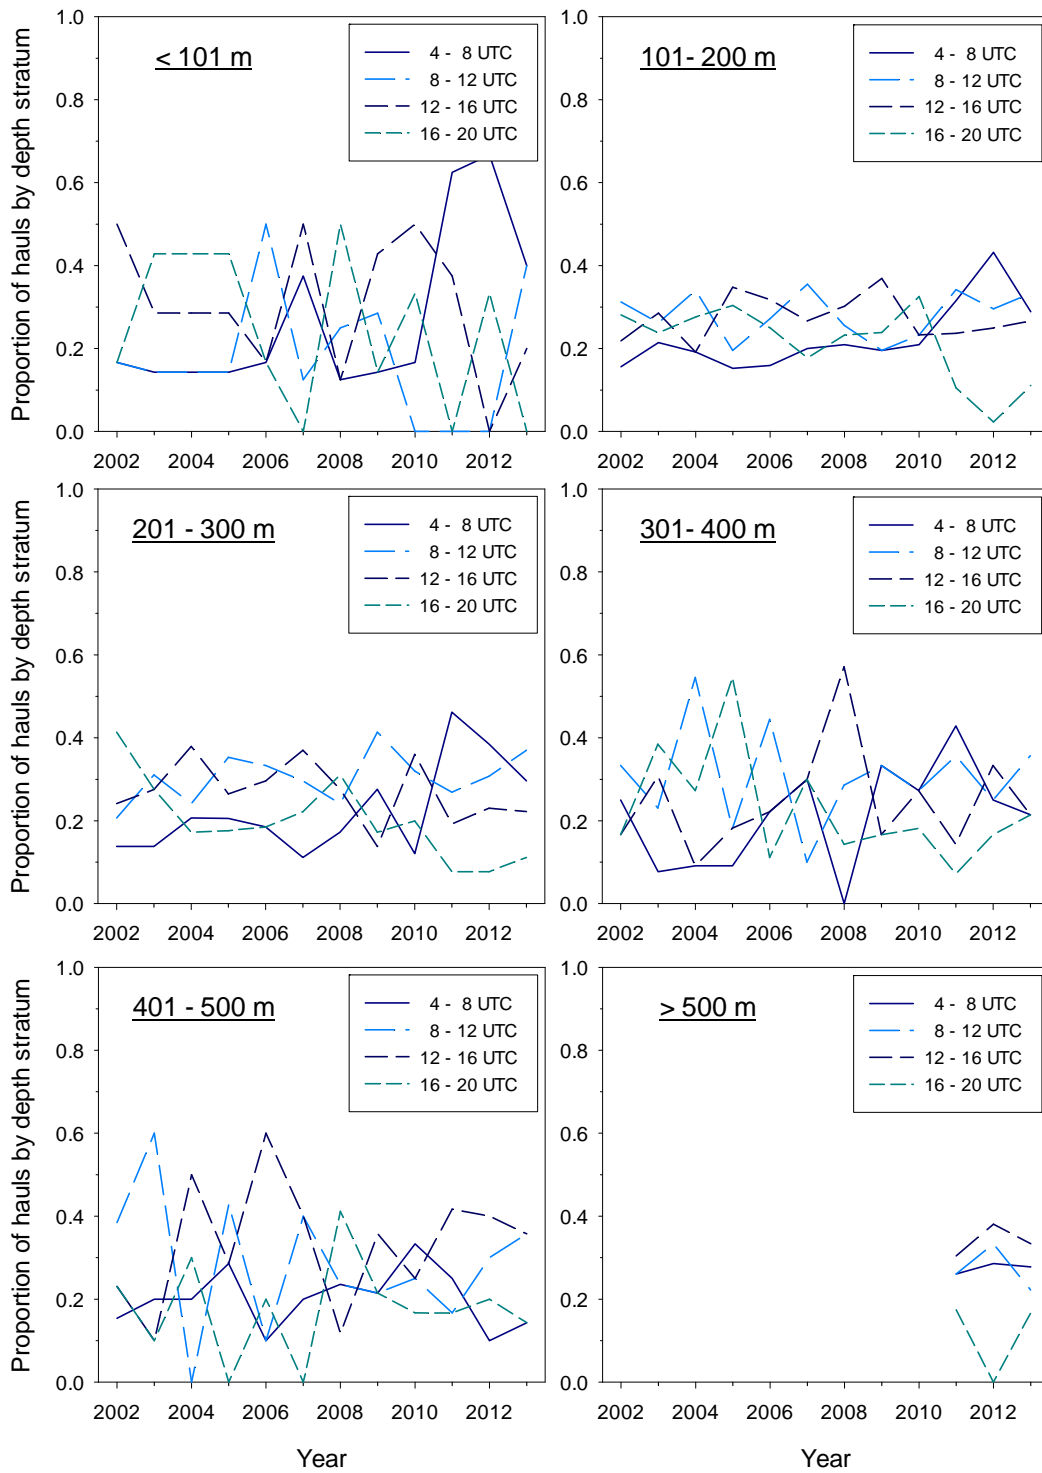 Proportion of hauls by depth stratum
1.0
0.8
0.6
0.4
0.2
0.0
< 101 m
4 - 8 UTC
8 - 12 UTC
12 - 16 UTC
16 - 20 UTC
2002 2004 2006 2008 2010 2012
1.0
0.8
0.6
0.4
0.2
0.0
101- 200 m
4 - 8 UTC
8 - 12 UTC
12 - 16 UTC
16 - 20 UTC
2002 2004 2006 2008 2010 2012
Proportion of hauls by depth stratum
1.0
0.8
0.6
0.4
0.2
0.0
201 - 300 m
4 - 8 UTC
8 - 12 UTC
12 - 16 UTC
16 - 20 UTC
2002 2004 2006 2008 2010 2012
1.0
0.8
0.6
0.4
0.2
0.0
301- 400 m
4 - 8 UTC
8 - 12 UTC
12 - 16 UTC
16 - 20 UTC
2002 2004 2006 2008 2010 2012
Proportion of hauls by depth stratum
1.0
0.8
0.6
0.4
0.2
0.0
401 - 500 m
4 - 8 UTC
8 - 12 UTC
12 - 16 UTC
16 - 20 UTC
2002 2004 2006 2008 2010 2012
Year
1.0
0.8
0.6
0.4
0.2
0.0
> 500 m
4 - 8 UTC
8 - 12 UTC
12 - 16 UTC
16 - 20 UTC
2002 2004 2006 2008 2010 2012
Year